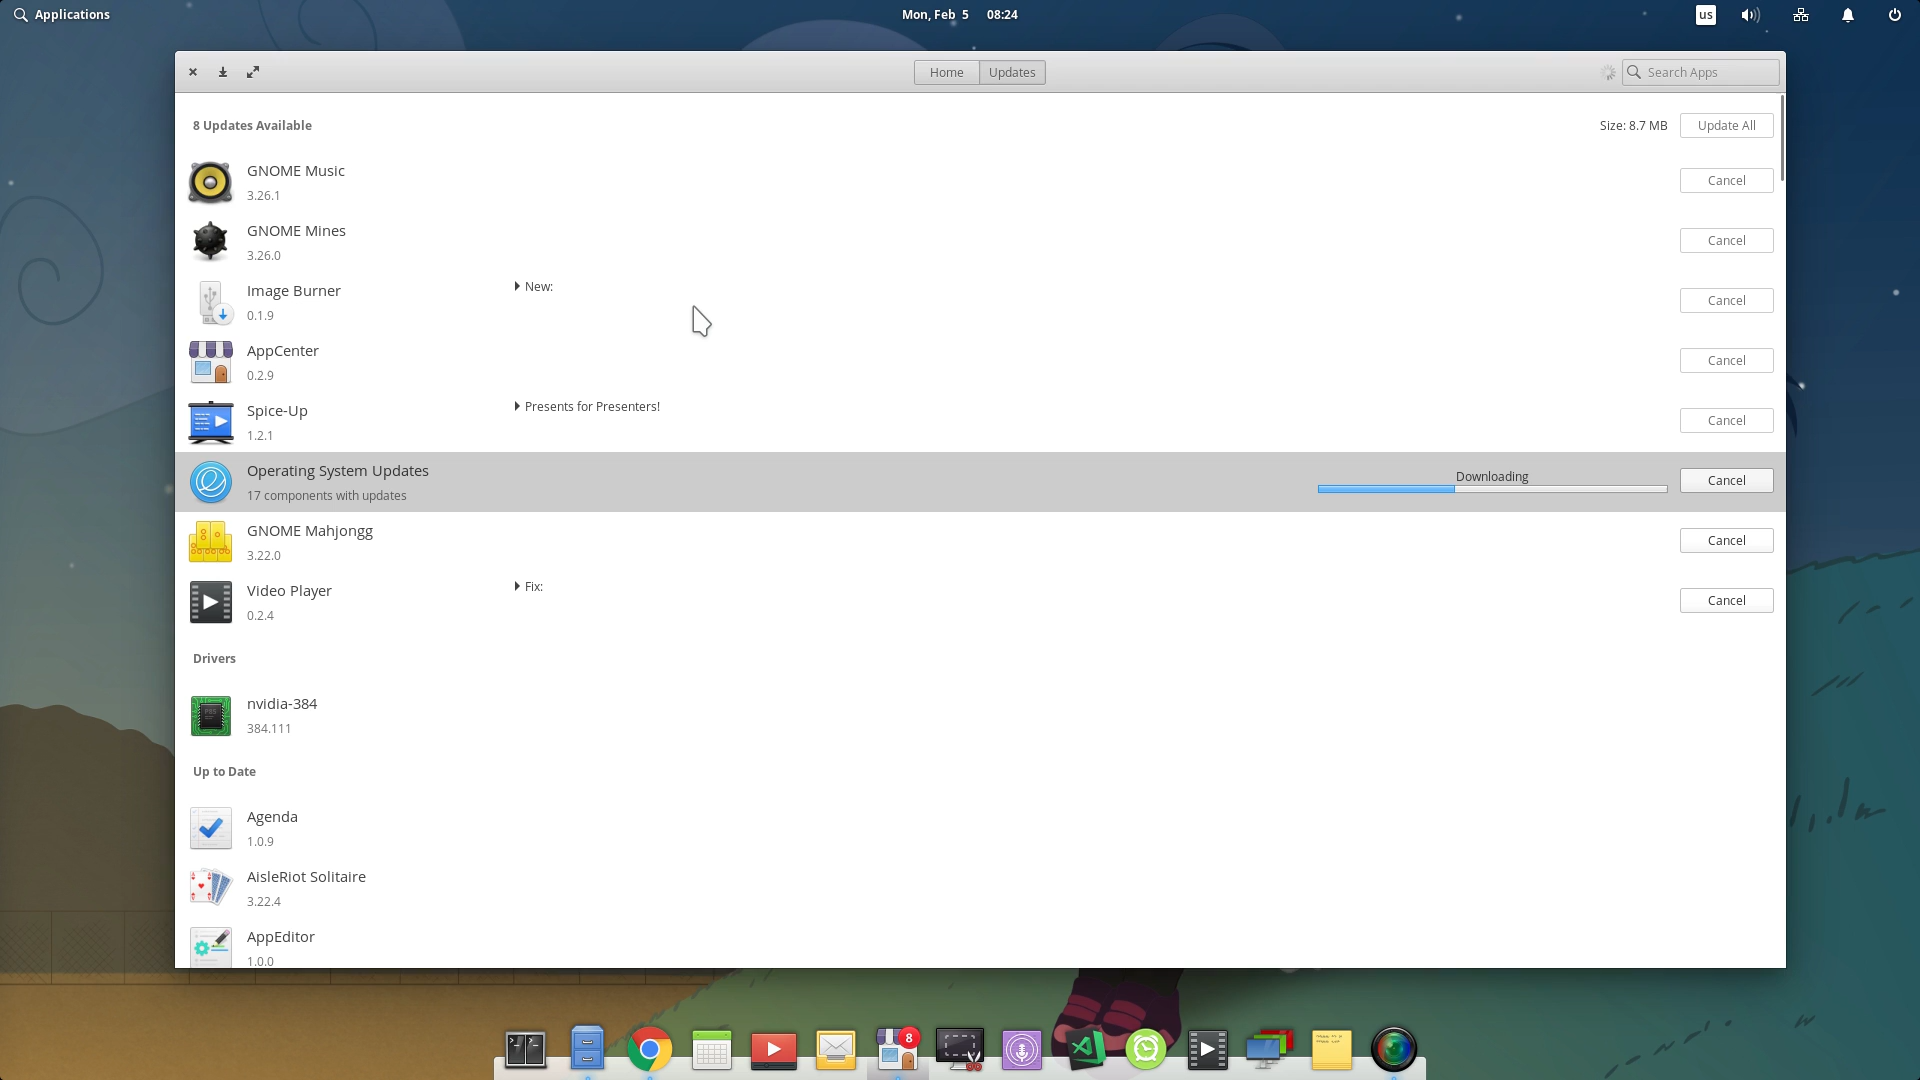 Applications
Mon, Feb 5 08:24
us
Home
Updates
Search Apps
8 Updates Available
Size: 8.7 MB
Update All
GNOME Music
3.26.1
Cancel
GNOME Mines
3.26.0
Cancel
Image Burner
0.1.9
New:
Cancel
AppCenter
0.2.9
Cancel
Spice-Up
1.2.1
Presents for Presenters!
Cancel
Operating System Updates
17 components with updates
Downloading
Cancel
GNOME Mahjongg
3.22.0
Cancel
Video Player
0.2.4
Fix:
Cancel
Drivers
nvidia-384
384.111
Up to Date
Agenda
1.0.9
AisleRiot Solitaire
3.22.4
AppEditor
1.0.0
8